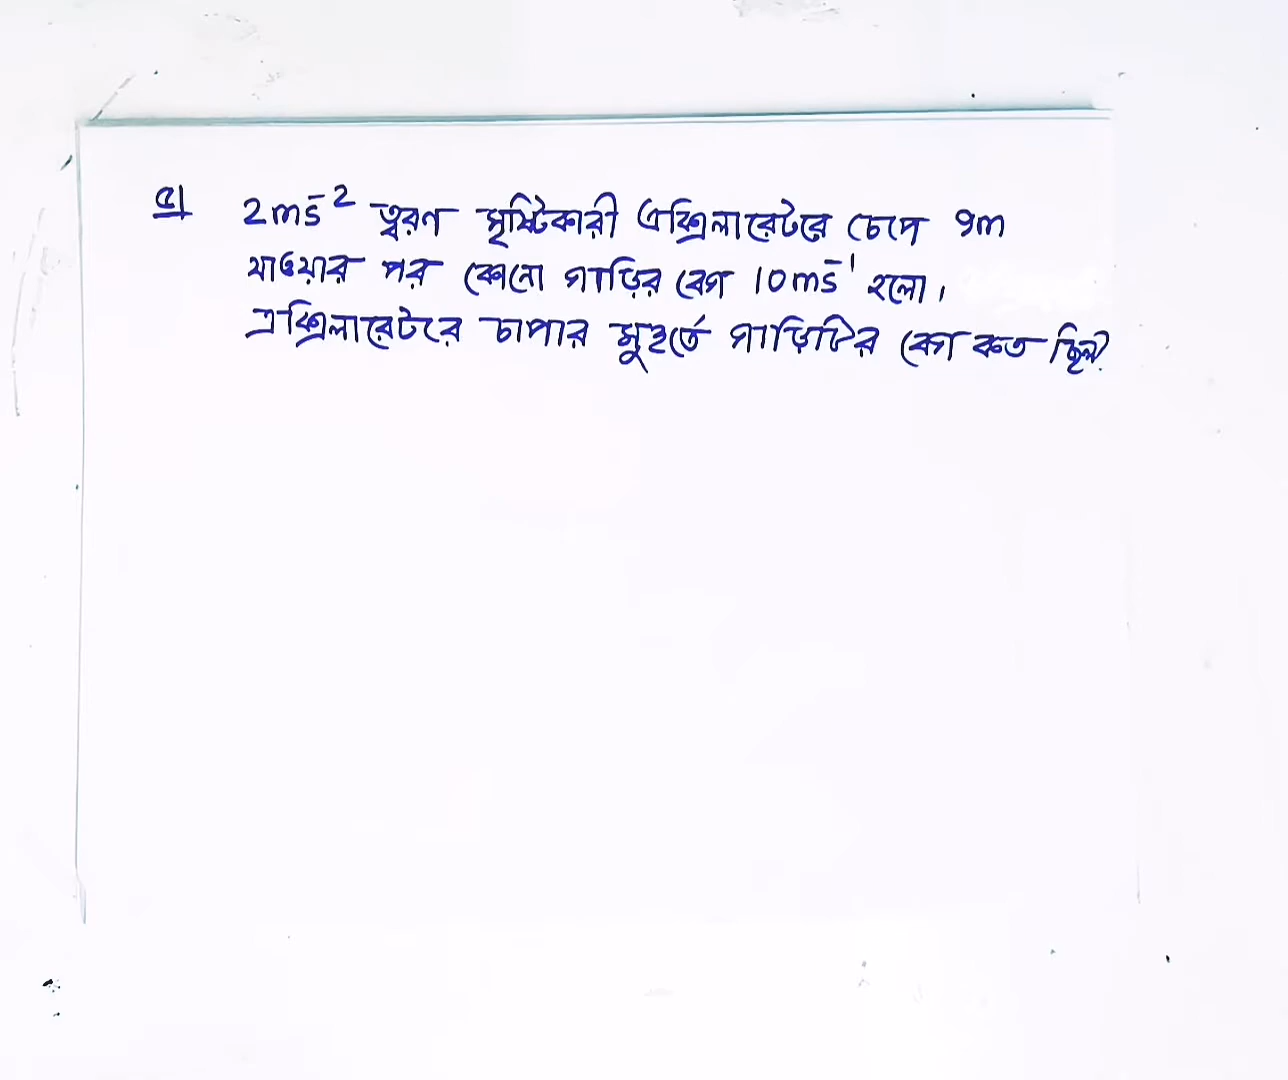 ৫| 2ms⁻² ত্বরণ সৃষ্টিকারী এক্সিলারেটরে চেপে 9m
যাওয়ার পর কোনো গাড়ির বেগ 10ms⁻¹ হলো।
এক্সিলারেটরে চাপার মুহূর্তে গাড়িটির বেগ কত ছিল?